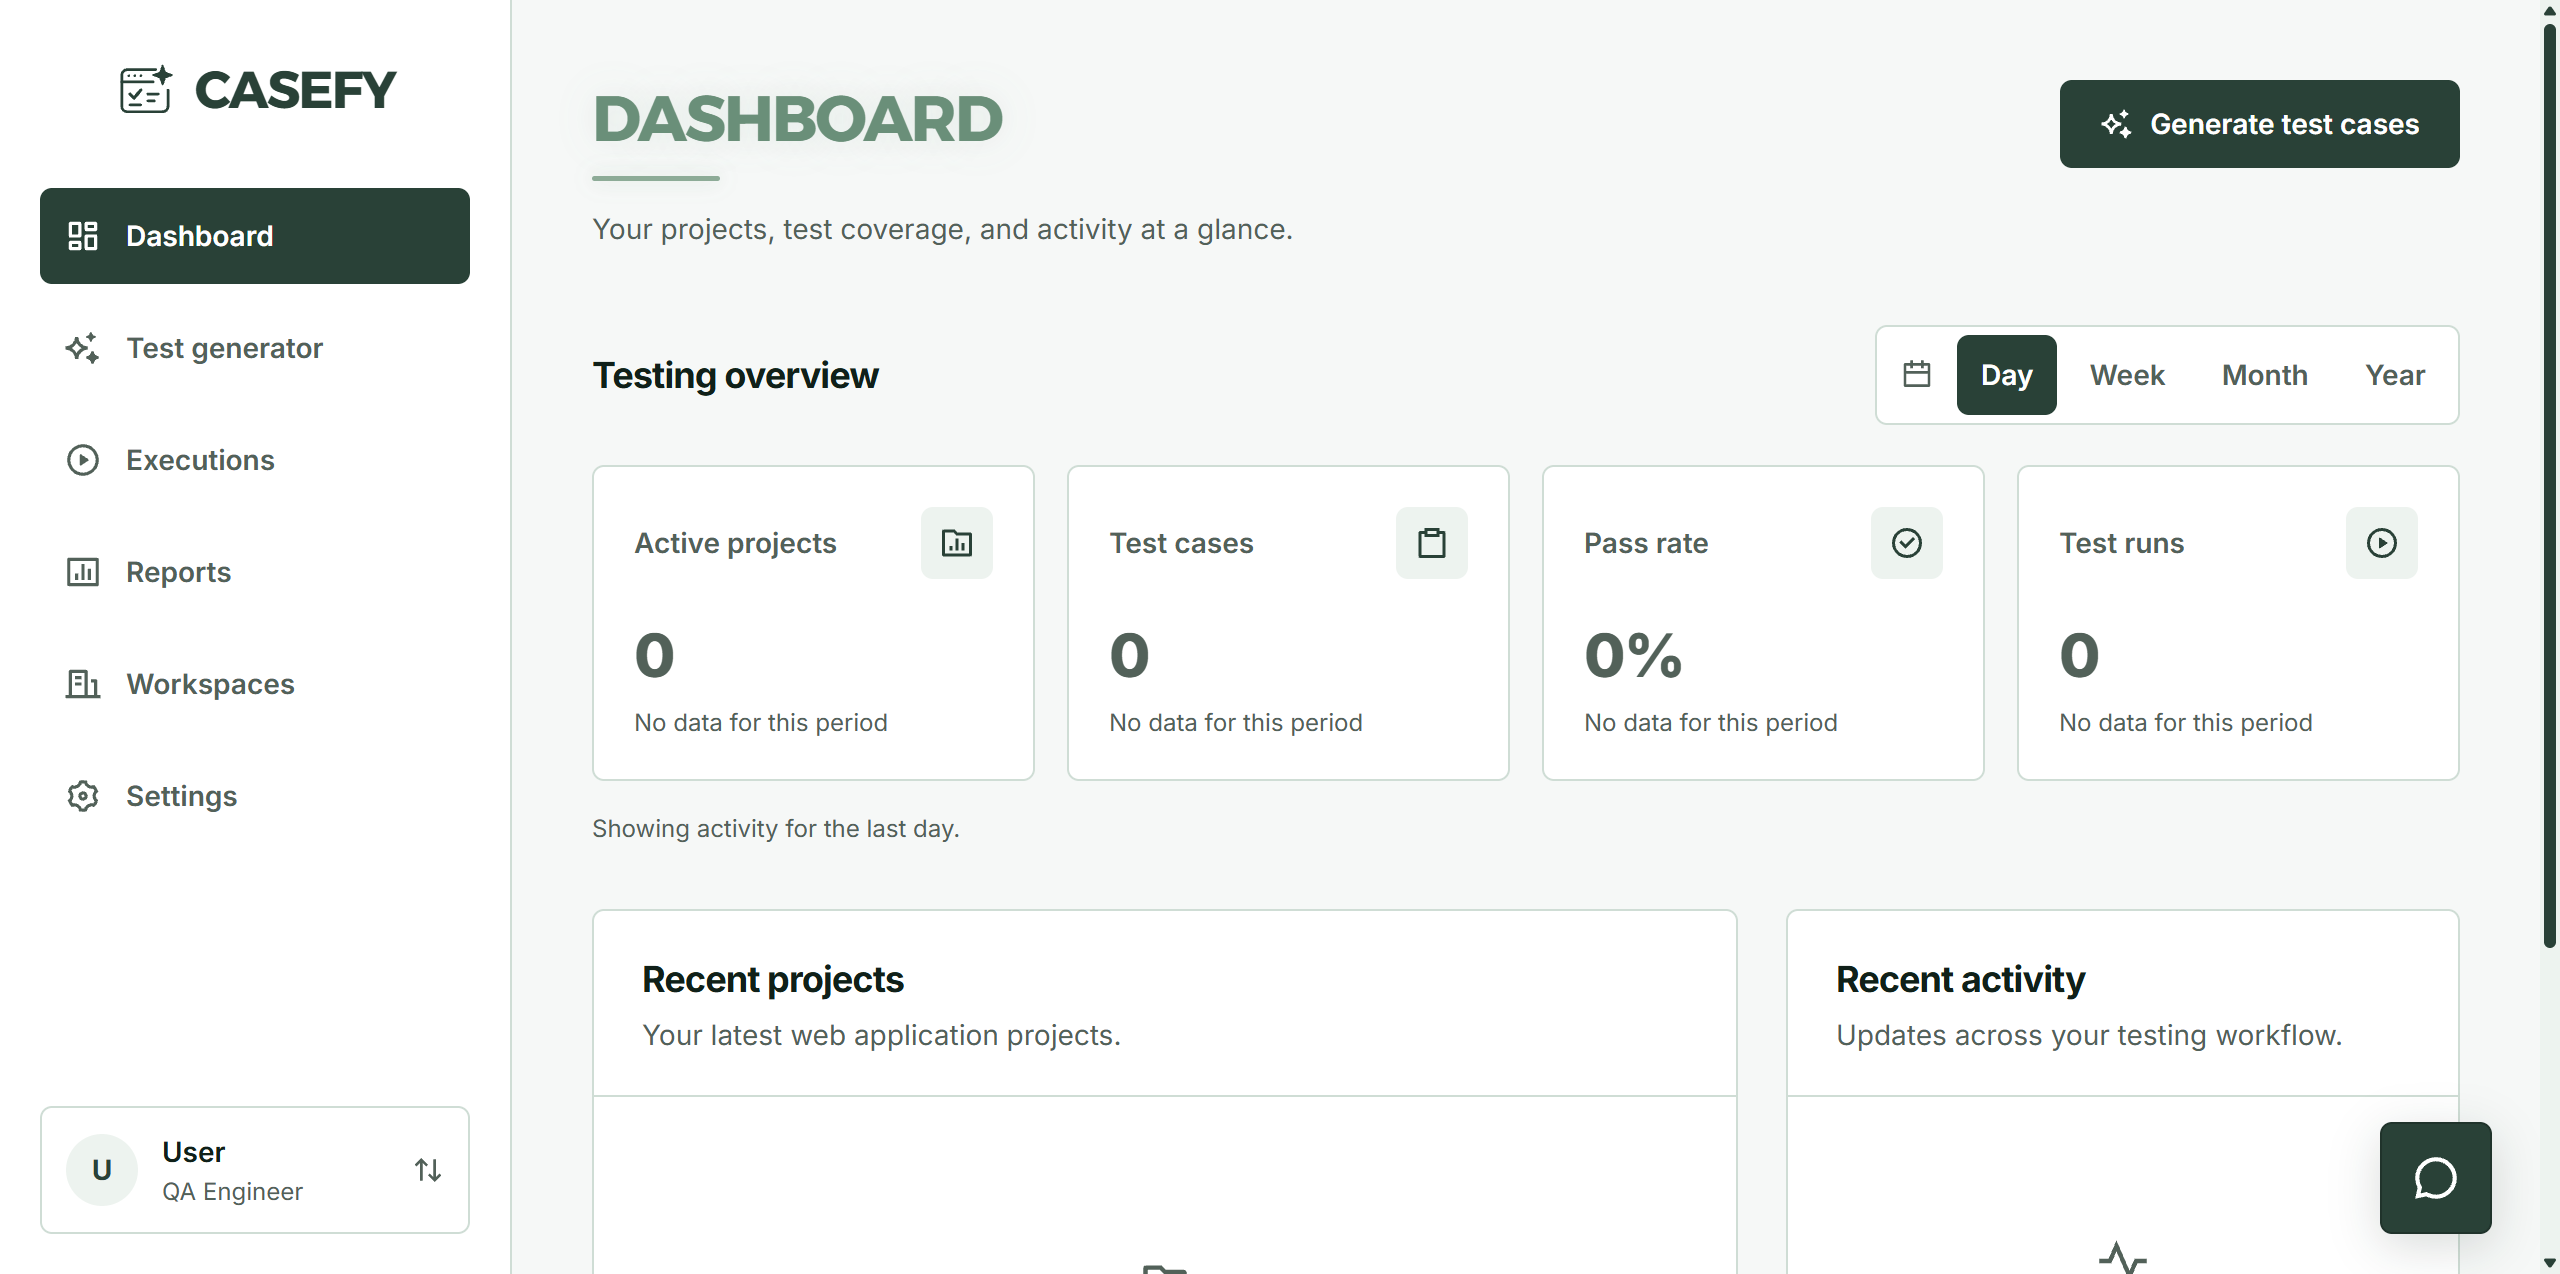 CASEFY
Dashboard
Test generator
Executions
Reports
Workspaces
Settings
U
User
QA Engineer
DASHBOARD
Your projects, test coverage, and activity at a glance.
Generate test cases
Testing overview
Day Week Month Year
Active projects
0
No data for this period
Test cases
0
No data for this period
Pass rate
0%
No data for this period
Test runs
0
No data for this period
Showing activity for the last day.
Recent projects
Your latest web application projects.
Recent activity
Updates across your testing workflow.